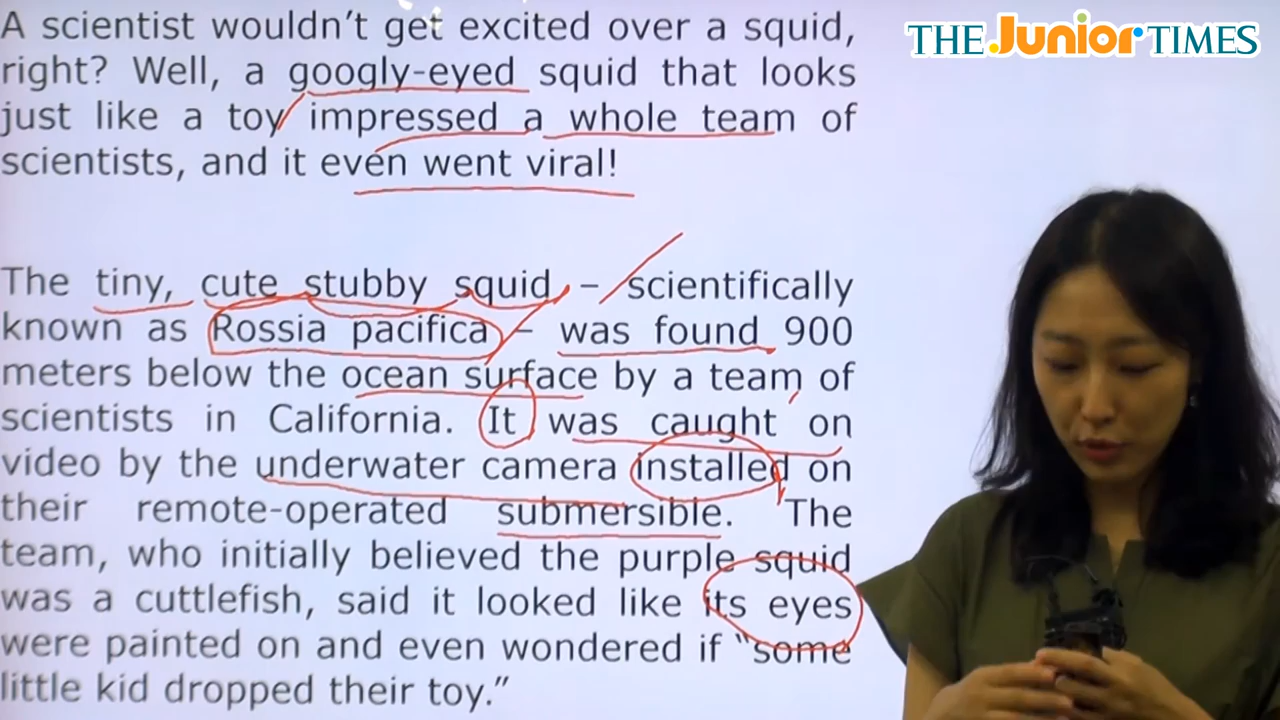 THE Junior TIMES
A scientist wouldn't get excited over a squid,
right? Well, a googly-eyed squid that looks
just like a toy impressed a whole team of
scientists, and it even went viral!
The tiny, cute stubby squid – scientifically
known as Rossia pacifica – was found 900
meters below the ocean surface by a team of
scientists in California. It was caught on
video by the underwater camera installed on
their remote-operated submersible. The
team, who initially believed the purple squid
was a cuttlefish, said it looked like its eyes
were painted on and even wondered if “some
little kid dropped their toy.”